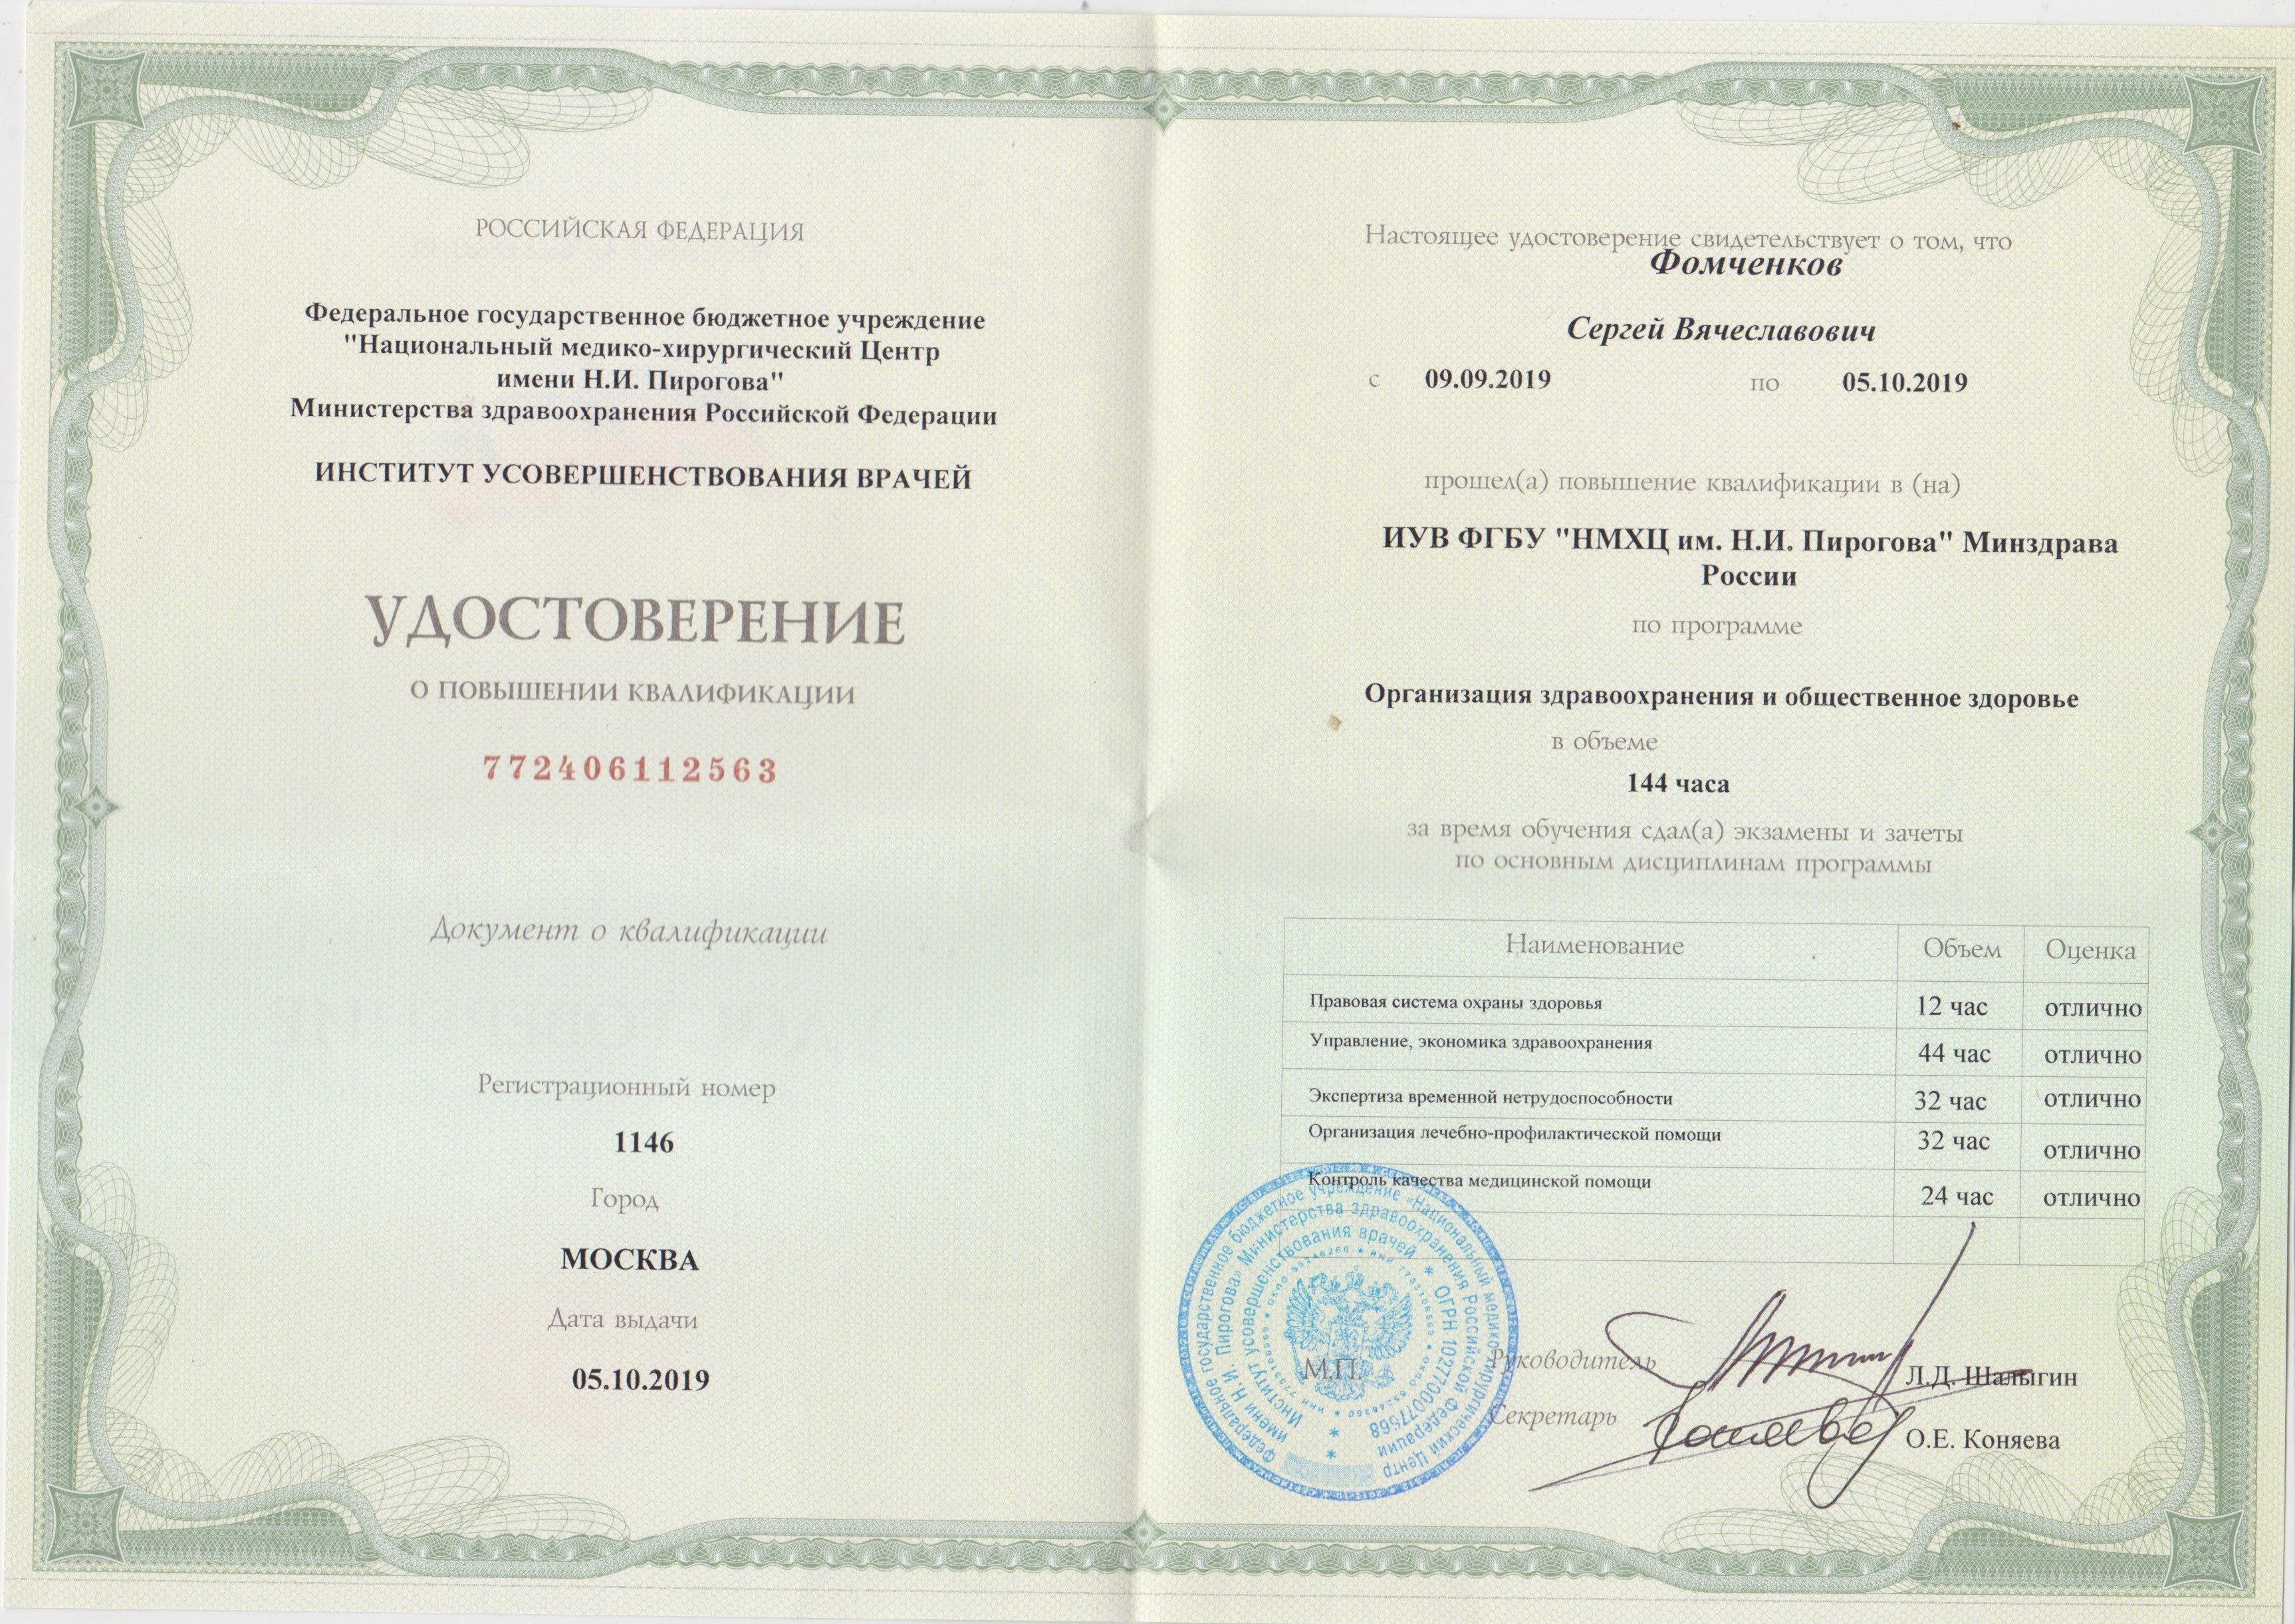 РОССИЙСКАЯ ФЕДЕРАЦИЯ
Федеральное государственное бюджетное учреждение
"Национальный медико-хирургический Центр
имени Н.И. Пирогова"
Министерства здравоохранения Российской Федерации
ИНСТИТУТ УСОВЕРШЕНСТВОВАНИЯ ВРАЧЕЙ
УДОСТОВЕРЕНИЕ
О ПОВЫШЕНИИ КВАЛИФИКАЦИИ
772406112563
Документ о квалификации
Регистрационный номер
1146
Город
МОСКВА
Дата выдачи
05.10.2019
Настоящее удостоверение свидетельствует о том, что
Фомченков
Сергей Вячеславович
с 09.09.2019 по 05.10.2019
прошел(а) повышение квалификации в (на)
ИУВ ФГБУ "НМХЦ им. Н.И. Пирогова" Минздрава
России
по программе
Организация здравоохранения и общественное здоровье
в объеме
144 часа
за время обучения сдал(а) экзамены и зачеты
по основным дисциплинам программы
Наименование Объем Оценка
Правовая система охраны здоровья 12 час отлично
Управление, экономика здравоохранения 44 час отлично
Экспертиза временной нетрудоспособности 32 час отлично
Организация лечебно-профилактической помощи 32 час отлично
Контроль качества медицинской помощи 24 час отлично
Федеральное государственное бюджетное учреждение «Национальный медико-хирургический Центр
имени Н.И. Пирогова» Министерства здравоохранения Российской Федерации
Институт усовершенствования врачей * ОГРН 1027700077568
М.П.
Руководитель Л.Д. Шалыгин
Секретарь О.Е. Коняева